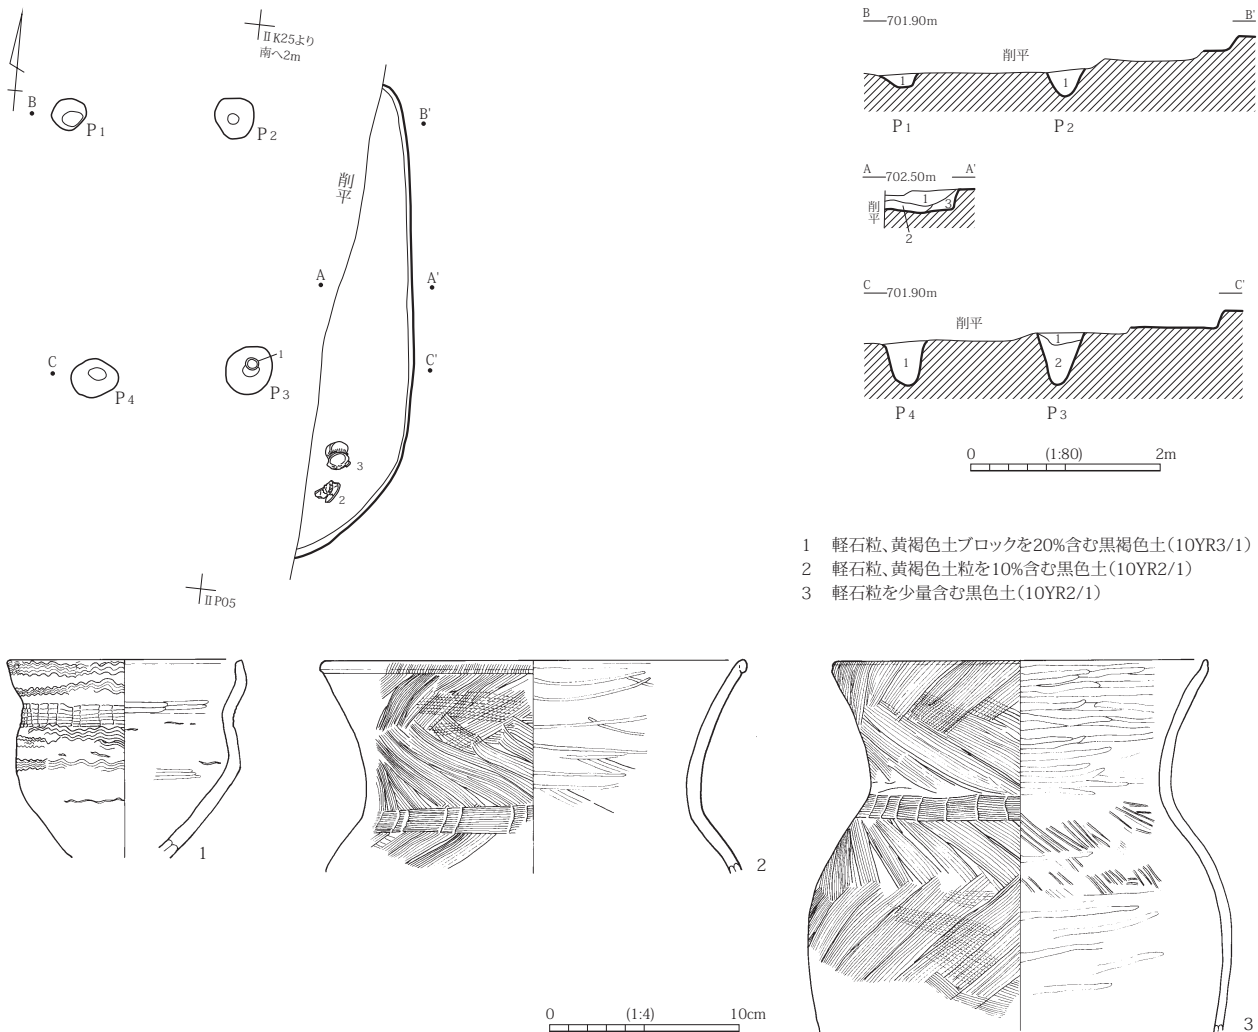 ⅡK25より
南へ2m
B
P1
P2
B'
削平
A
A'
C
P4
1
P3
C'
3
2
ⅡP05
B
701.90m
B'
削平
1
1
P1
P2
A
702.50m
A'
削平
1
3
2
C
701.90m
C'
削平
1
1
2
P4
P3
0 (1:80) 2m
1 軽石粒、黄褐色土ブロックを20%含む黒褐色土(10YR3/1)
2 軽石粒、黄褐色土粒を10%含む黒色土(10YR2/1)
3 軽石粒を少量含む黒色土(10YR2/1)
1
2
3
0 (1:4) 10cm